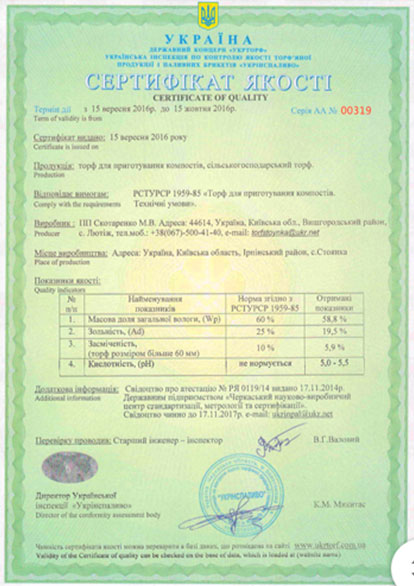 УКРАЇНА
ДЕРЖАВНИЙ КОНЦЕРН «УКРТОРФ»
УКРАЇНСЬКА ІНСПЕКЦІЯ ПО КОНТРОЛЮ ЯКОСТІ ТОРФ'ЯНОЇ
ПРОДУКЦІЇ І ПАЛИВНИХ БРИКЕТІВ «УКРІНСПАЛИВО»
СЕРТИФІКАТ ЯКОСТІ
CERTIFICATE OF QUALITY
Термін дії з 15 вересня 2016р. до 15 жовтня 2016р. Серія АА № 00319
Term of validity is from
Сертифікат видано: 15 вересня 2016 року
Certificate is issued on
Продукція: торф для приготування компостів, сільськогосподарський торф.
Production
Відповідає вимогам: РСТУРСР 1959-85 «Торф для приготування компостів.
Comply with the requirements Технічні умови».
Виробник : ПП Скотаренко М.В. Адреса: 44614, Україна, Київська обл., Вишгородський район,
Producer с. Лютіж, тел.моб.: +38(067)-500-41-40, e-mail: torfdoynka@ukr.net
Місце виробництва: Адреса: Україна, Київська область, Ірпінський район, с.Стоянка
Place of production
Показники якості:
Quality indicators
№ п/п Найменування показників Норма згідно з РСТУРСР 1959-85 Отримані показники
1. Масова доля загальної вологи, (Wp) 60 % 58,8 %
2. Зольність, (Ad) 25 % 19,5 %
3. Засміченість, (торф розміром більше 60 мм) 10 % 5,9 %
4. Кислотність, (pH) не нормується 5,0 - 5,5
Додаткова інформація: Свідоцтво про атестацію № РЯ 0119/14 видано 17.11.2014р.
Additional information Державним підприємством «Черкаський науково-виробничий
центр стандартизації, метрології та сертифікації».
Свідоцтво чинно до 17.11.2017р. e-mail: ukrinpal@ukr.net
Перевірку проводив: Старший інженер – інспектор В.Г.Валовий
"УКРІНСПАЛИВО"
Директор Української
інспекції «Укрінспаливо» К.М.
Director of the conformity assessment body
Чинність сертифіката якості можна перевірити в базі даних, що розміщена на сайті www.ukrtorf.com.ua
Validity of the Certificate of quality can be checked on the base of data, which is located at (website name)